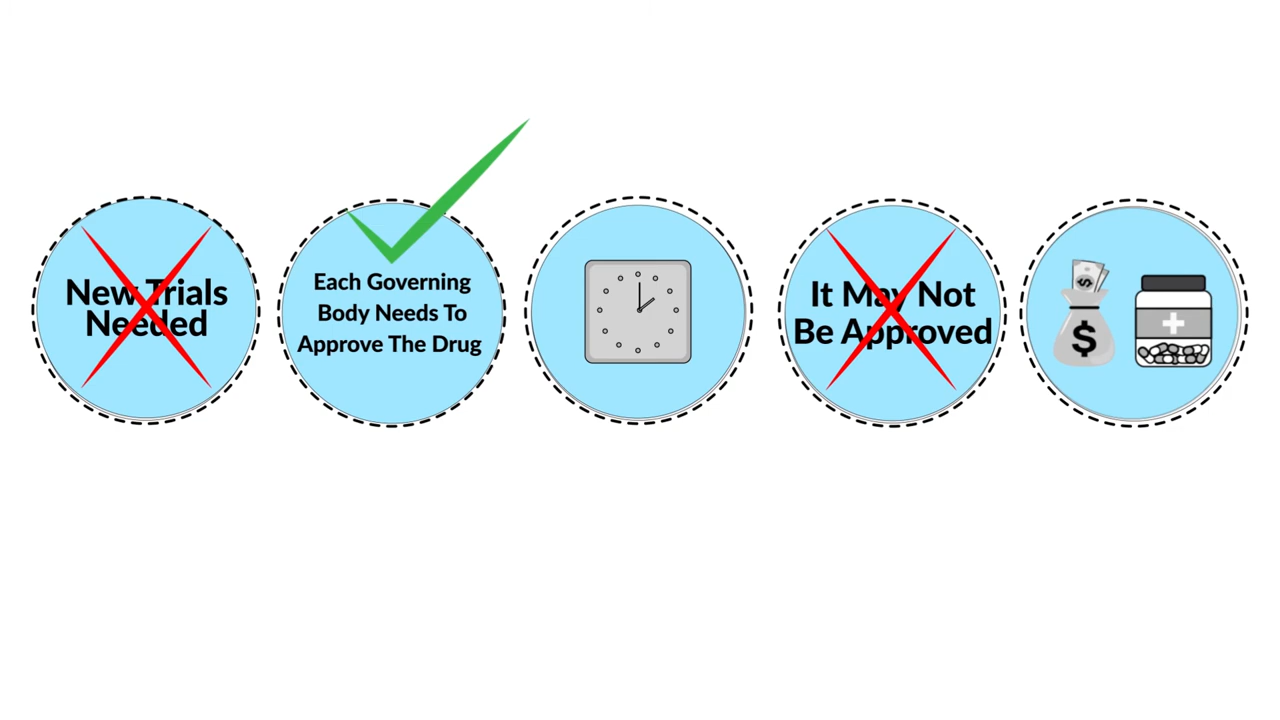 New Trials
Needed
Each Governing
Body Needs To
Approve The Drug
It May Not
Be Approved
$
$